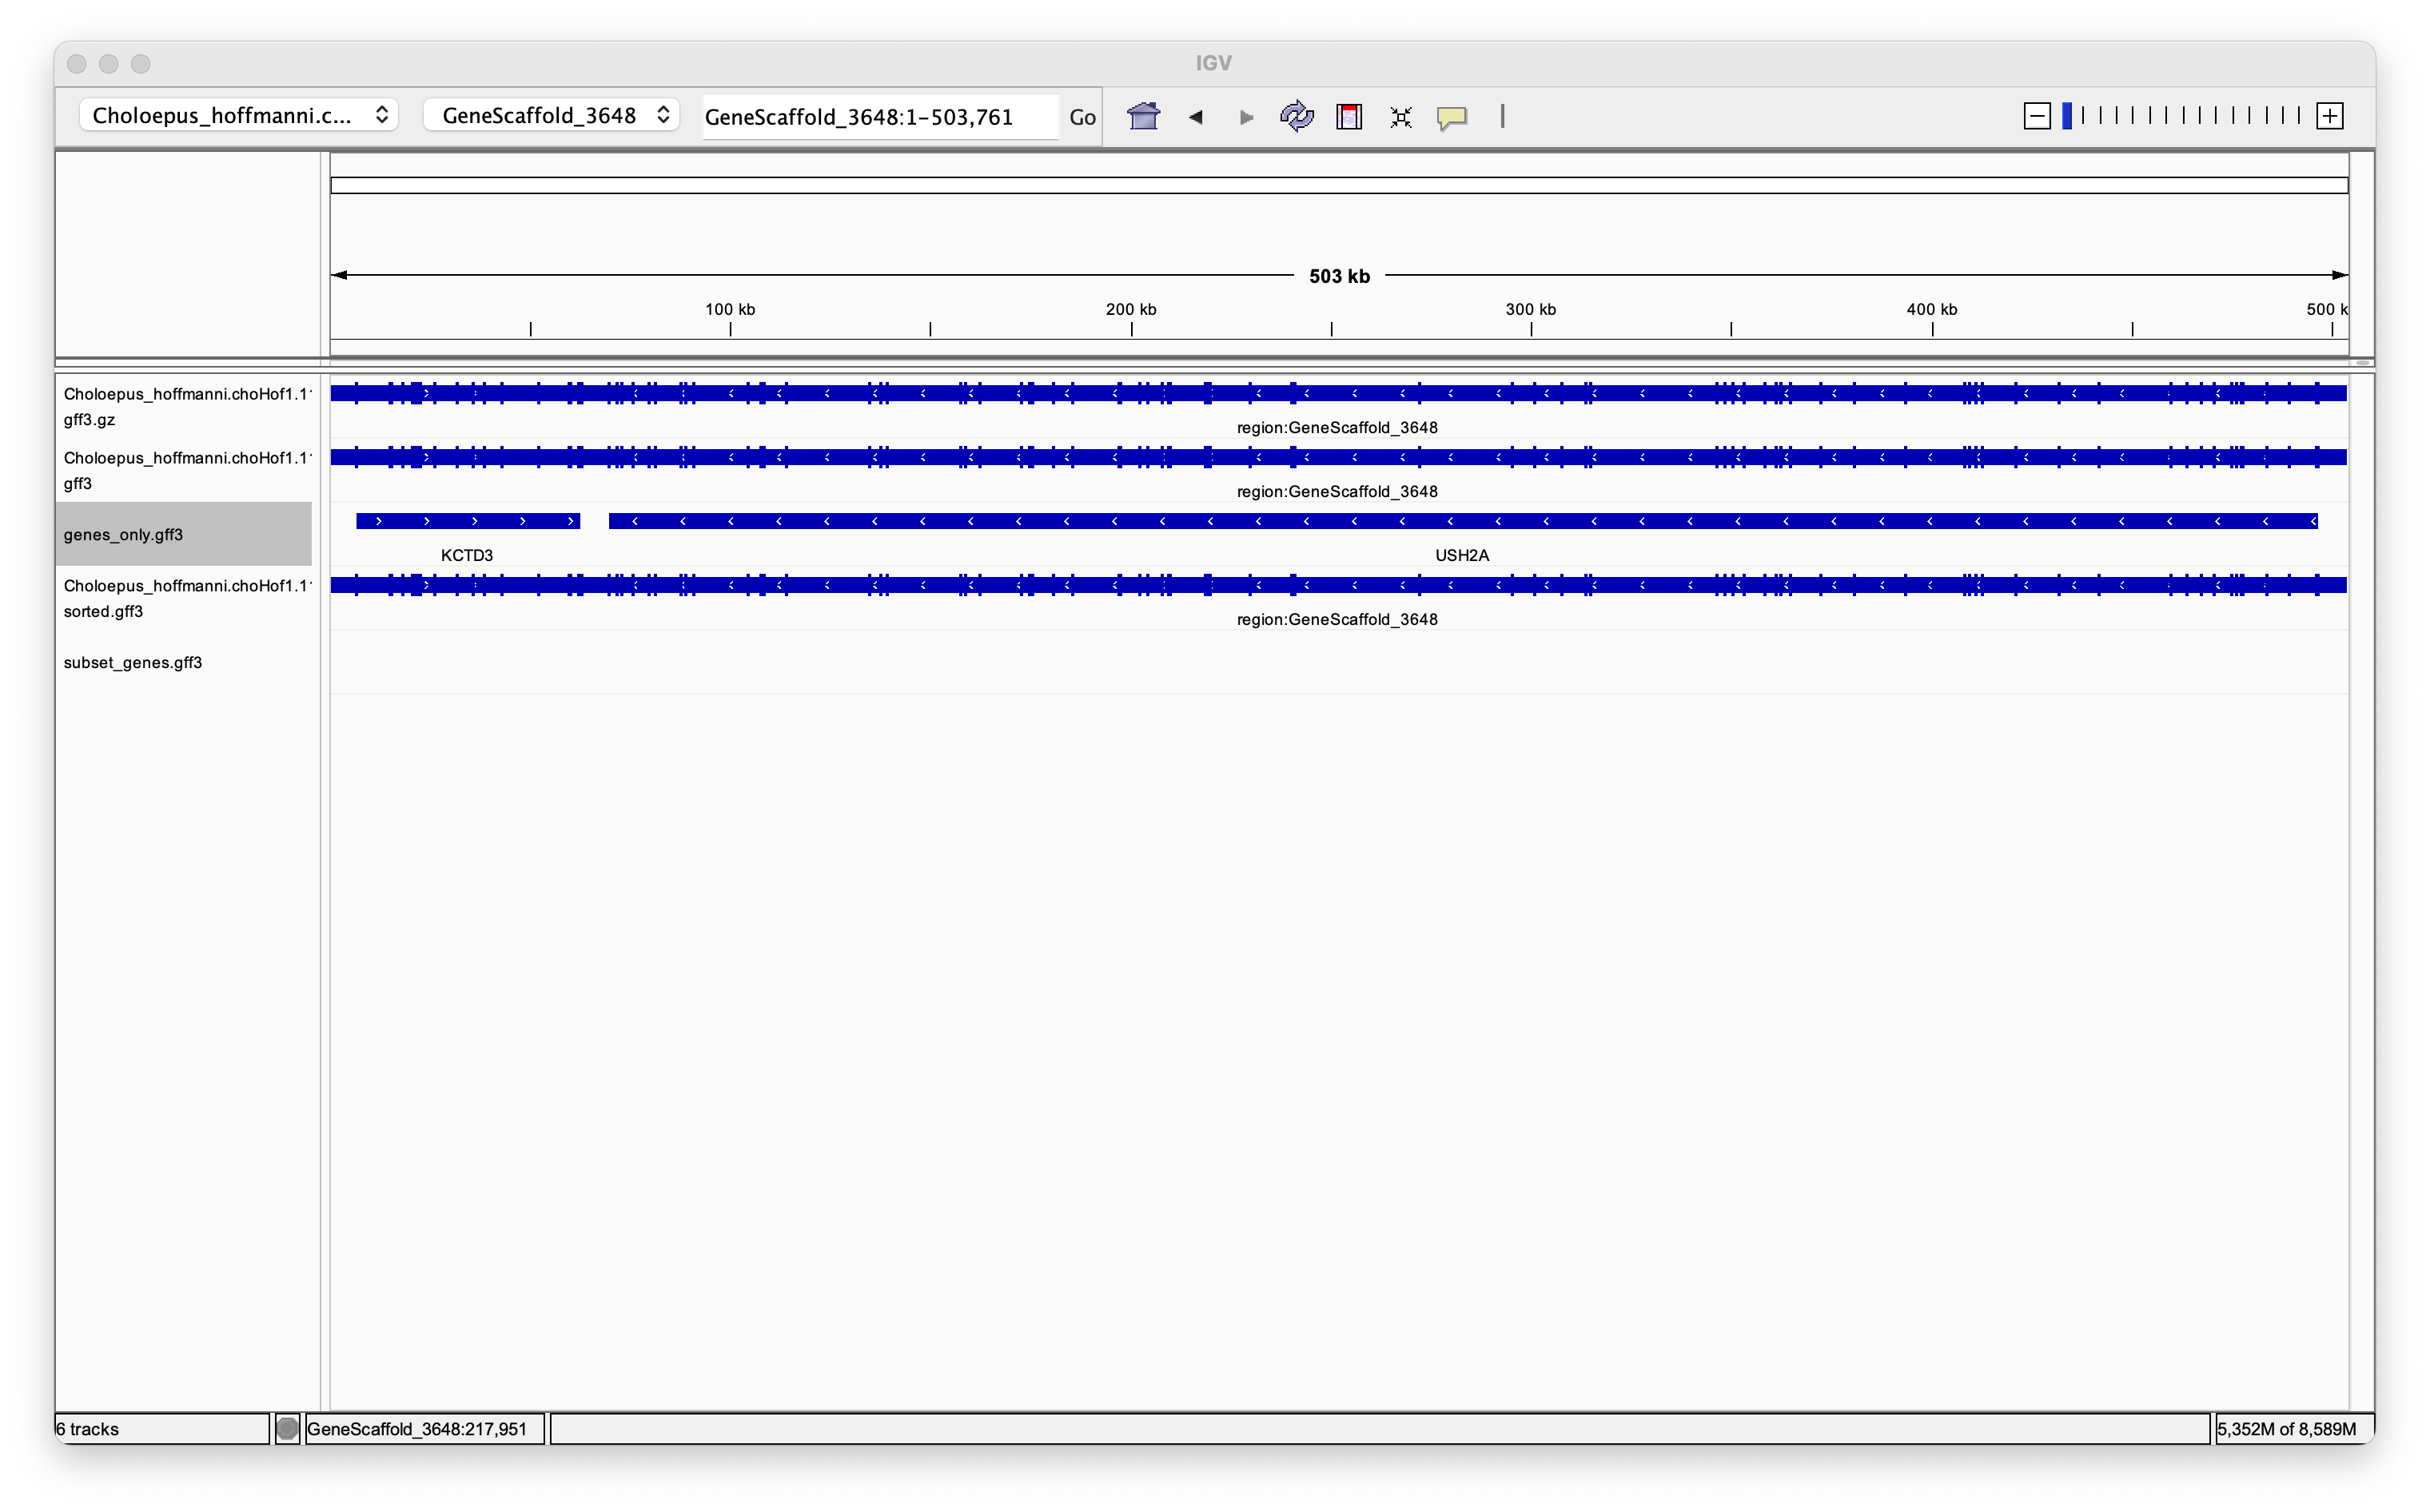 IGV
Choloepus_hoffmanni.c... GeneScaffold_3648 GeneScaffold_3648:1-503,761 Go
503 kb
100 kb 200 kb 300 kb 400 kb 500 k
Choloepus_hoffmanni.choHof1.1
gff3.gz
region:GeneScaffold_3648
Choloepus_hoffmanni.choHof1.1
gff3
region:GeneScaffold_3648
genes_only.gff3
KCTD3 USH2A
Choloepus_hoffmanni.choHof1.1
sorted.gff3
region:GeneScaffold_3648
subset_genes.gff3
6 tracks GeneScaffold_3648:217,951 5,352M of 8,589M